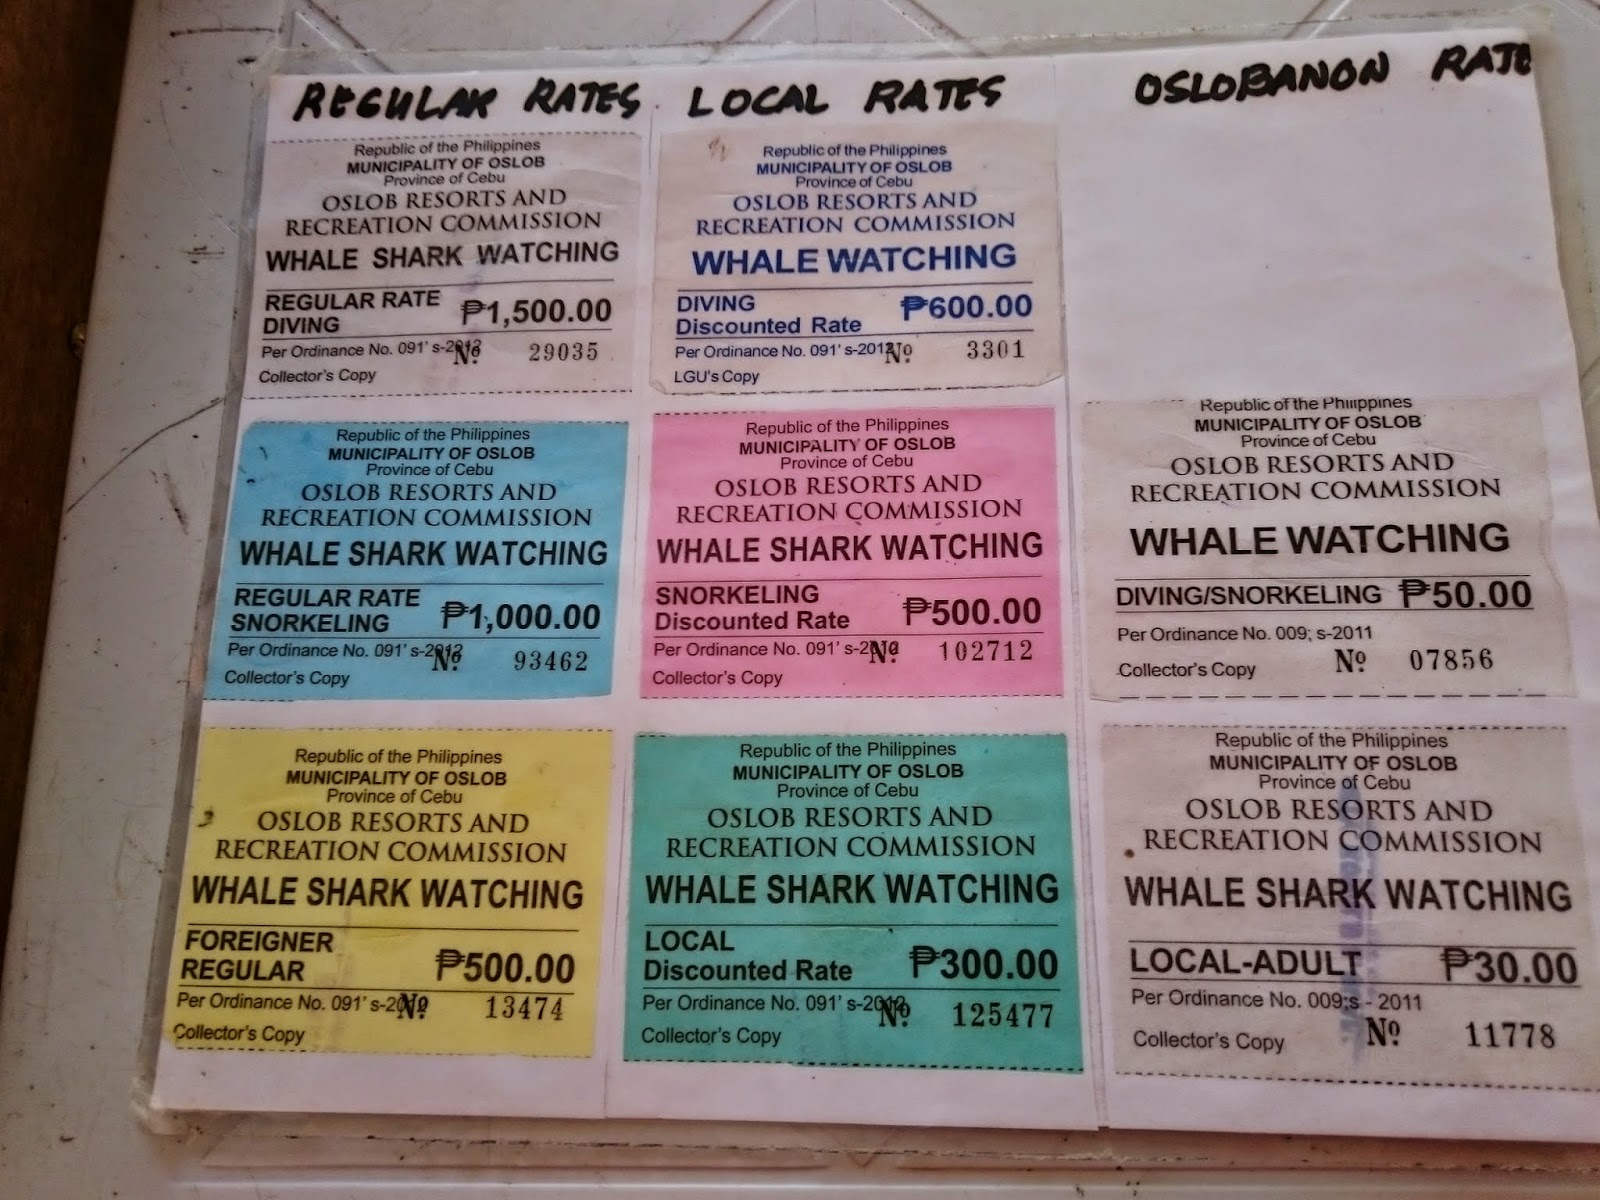 REGULAR RATES
Republic of the Philippines
MUNICIPALITY OF OSLOB
Province of Cebu
OSLOB RESORTS AND
RECREATION COMMISSION
WHALE SHARK WATCHING
REGULAR RATE
DIVING
₱1,500.00
Per Ordinance No. 091' s-2012
Nº 29035
Collector's Copy
Republic of the Philippines
MUNICIPALITY OF OSLOB
Province of Cebu
OSLOB RESORTS AND
RECREATION COMMISSION
WHALE SHARK WATCHING
REGULAR RATE
SNORKELING
₱1,000.00
Per Ordinance No. 091' s-2012
Nº 93462
Collector's Copy
Republic of the Philippines
MUNICIPALITY OF OSLOB
Province of Cebu
OSLOB RESORTS AND
RECREATION COMMISSION
WHALE SHARK WATCHING
FOREIGNER
REGULAR
₱500.00
Per Ordinance No. 091' s-2012
Nº 13474
Collector's Copy
LOCAL RATES
Republic of the Philippines
MUNICIPALITY OF OSLOB
Province of Cebu
OSLOB RESORTS AND
RECREATION COMMISSION
WHALE WATCHING
DIVING
Discounted Rate
₱600.00
Per Ordinance No. 091' s-2012
Nº 3301
LGU's Copy
Republic of the Philippines
MUNICIPALITY OF OSLOB
Province of Cebu
OSLOB RESORTS AND
RECREATION COMMISSION
WHALE SHARK WATCHING
SNORKELING
Discounted Rate
₱500.00
Per Ordinance No. 091' s-2012
Nº 102712
Collector's Copy
Republic of the Philippines
MUNICIPALITY OF OSLOB
Province of Cebu
OSLOB RESORTS AND
RECREATION COMMISSION
WHALE SHARK WATCHING
LOCAL
Discounted Rate
₱300.00
Per Ordinance No. 091' s-2012
Nº 125477
Collector's Copy
OSLOBANON RATE
Republic of the Philippines
MUNICIPALITY OF OSLOB
Province of Cebu
OSLOB RESORTS AND
RECREATION COMMISSION
WHALE WATCHING
DIVING/SNORKELING ₱50.00
Per Ordinance No. 009; s-2011
Collector's Copy Nº 07856
Republic of the Philippines
MUNICIPALITY OF OSLOB
Province of Cebu
OSLOB RESORTS AND
RECREATION COMMISSION
WHALE SHARK WATCHING
LOCAL-ADULT ₱30.00
Per Ordinance No. 009;s - 2011
Collector's Copy Nº 11778